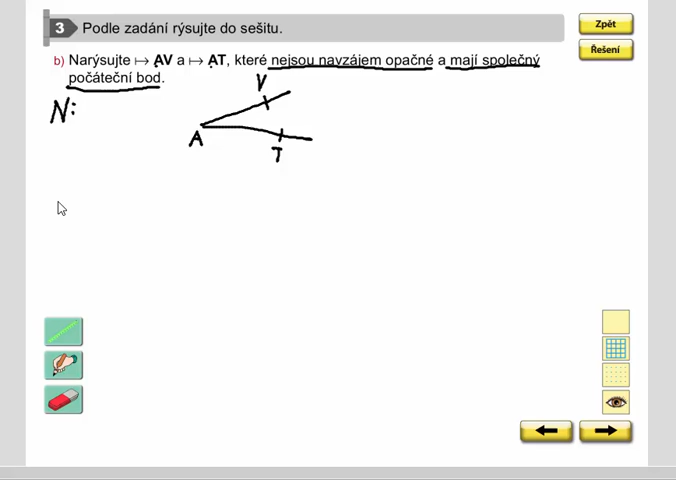 3 Podle zadání rýsujte do sešitu.
Zpět
Řešení
b) Narýsujte ↦ AV a ↦ AT, které nejsou navzájem opačné a mají společný
počáteční bod.
N:
V
A
T